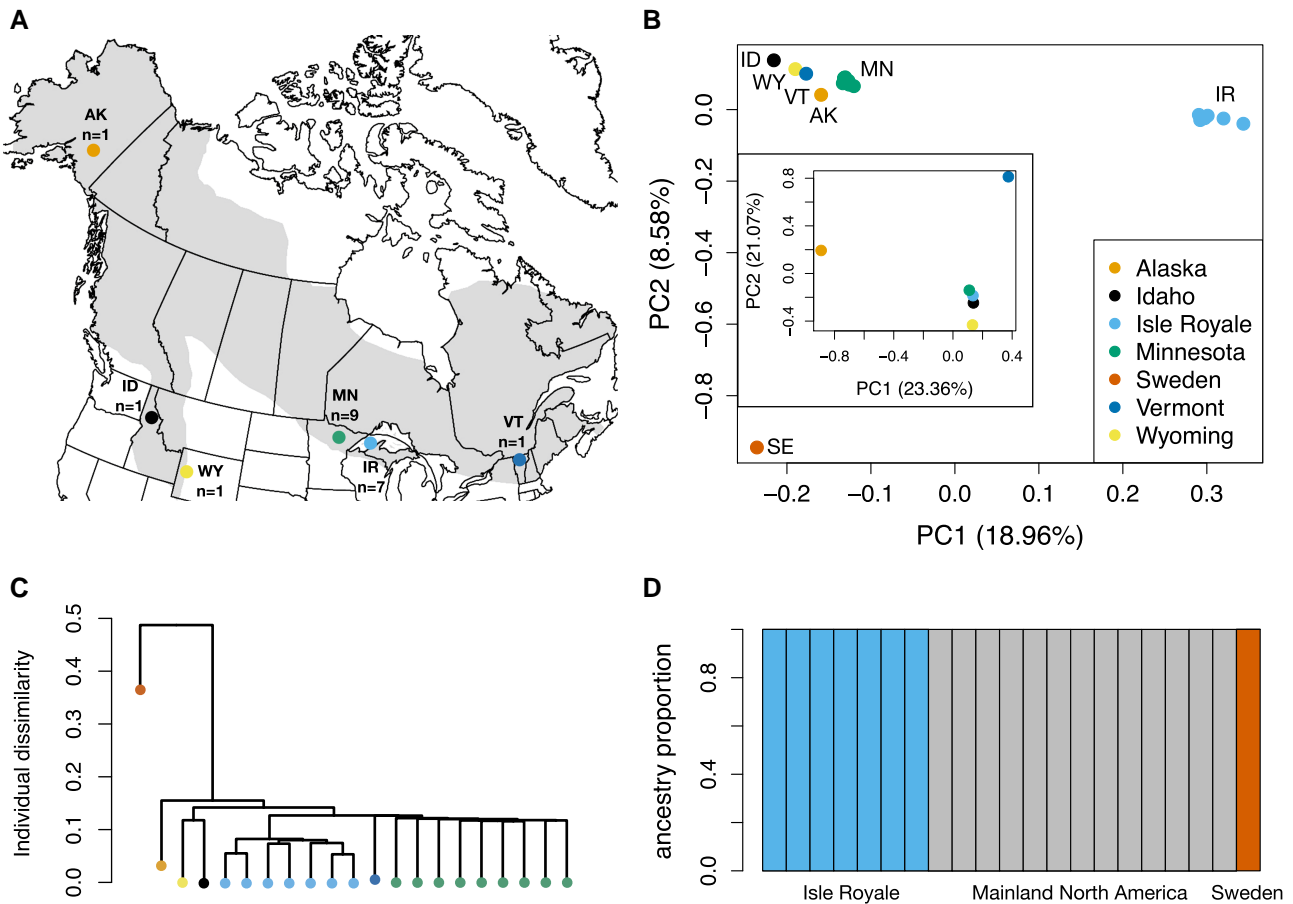 A
AK
n=1
ID
n=1
WY
n=1
MN
n=9
IR
n=7
VT
n=1
B
ID
WY
VT
AK
MN
IR
SE
PC2 (8.58%)
0.0
−0.2
−0.4
−0.6
−0.8
PC2 (21.07%)
0.8
0.4
0.0
−0.4
−0.8
−0.4
0.0
0.4
PC1 (23.36%)
Alaska
Idaho
Isle Royale
Minnesota
Sweden
Vermont
Wyoming
−0.2
−0.1
0.0
0.1
0.2
0.3
PC1 (18.96%)
C
Individual dissimilarity
0.5
0.4
0.3
0.2
0.1
0.0
D
ancestry proportion
0.8
0.4
0.0
Isle Royale
Mainland North America
Sweden